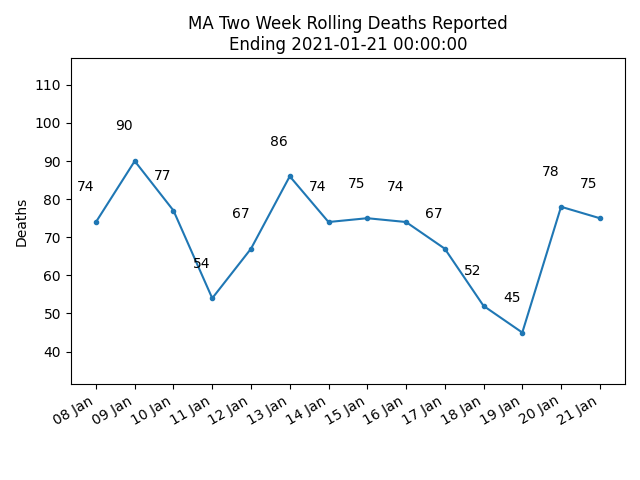 MA Two Week Rolling Deaths Reported
Ending 2021-01-21 00:00:00
Deaths
110
100
90
80
70
60
50
40
74
90
77
54
67
86
74
75
74
67
52
45
78
75
08 Jan
09 Jan
10 Jan
11 Jan
12 Jan
13 Jan
14 Jan
15 Jan
16 Jan
17 Jan
18 Jan
19 Jan
20 Jan
21 Jan